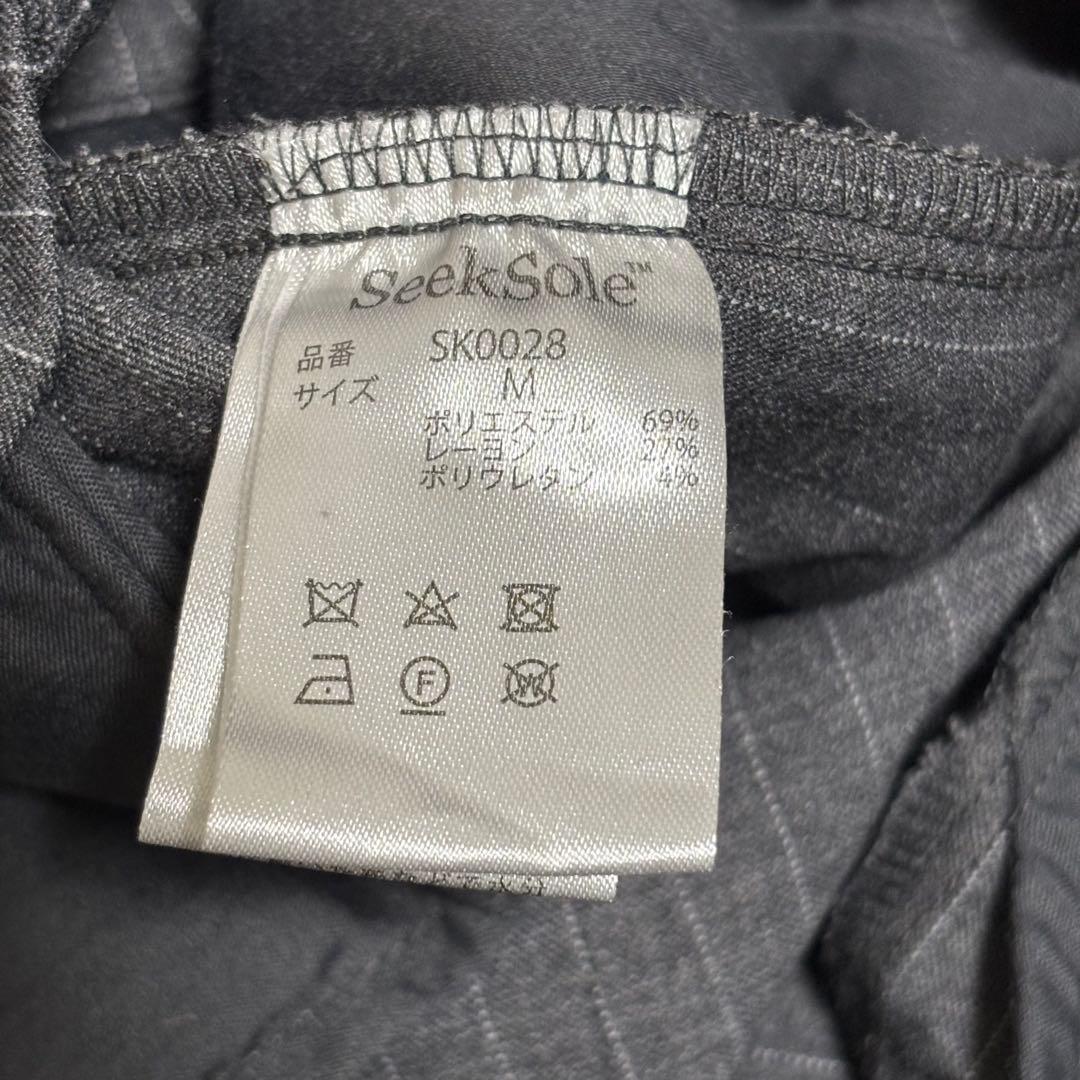 SeekSole™
品番 SK0028
サイズ M
ポリエステル 69%
レーヨン 27%
ポリウレタン 4%
F
W